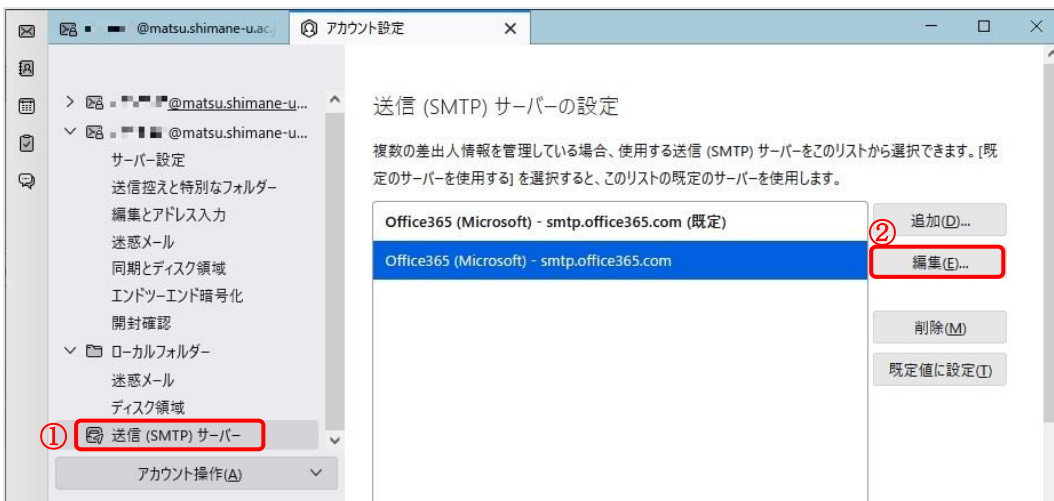 @matsu.shimane-u.ac.
アカウント設定
@matsu.shimane-u...
@matsu.shimane-u...
サーバー設定
送信控えと特別なフォルダー
編集とアドレス入力
迷惑メール
同期とディスク領域
エンドツーエンド暗号化
開封確認
ローカルフォルダー
迷惑メール
ディスク領域
① 送信 (SMTP) サーバー
アカウント操作(A)
送信 (SMTP) サーバーの設定
複数の差出人情報を管理している場合、使用する送信 (SMTP) サーバーをこのリストから選択できます。[既
定のサーバーを使用する] を選択すると、このリストの既定のサーバーを使用します。
Office365 (Microsoft) - smtp.office365.com (既定)
Office365 (Microsoft) - smtp.office365.com
追加(D)...
②
編集(E)...
削除(M)
既定値に設定(T)